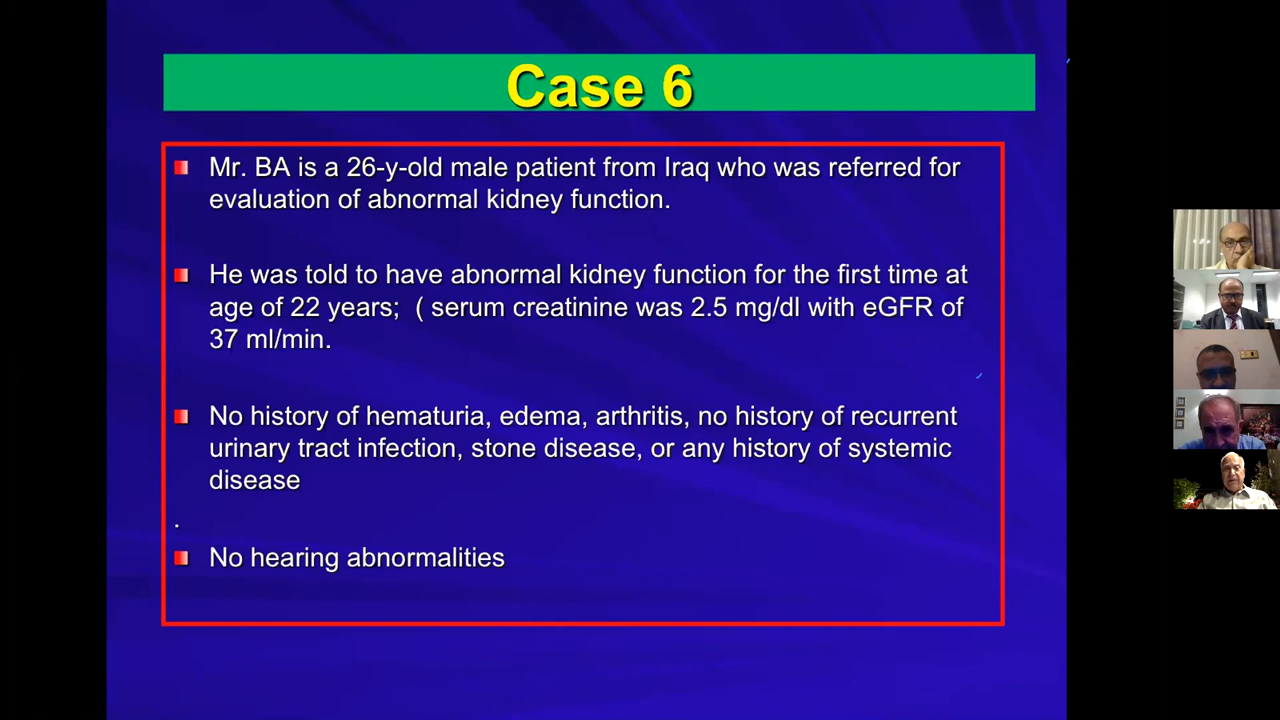 Case 6
Mr. BA is a 26-y-old male patient from Iraq who was referred for
evaluation of abnormal kidney function.
He was told to have abnormal kidney function for the first time at
age of 22 years;  ( serum creatinine was 2.5 mg/dl with eGFR of
37 ml/min.
No history of hematuria, edema, arthritis, no history of recurrent
urinary tract infection, stone disease, or any history of systemic
disease
.
No hearing abnormalities